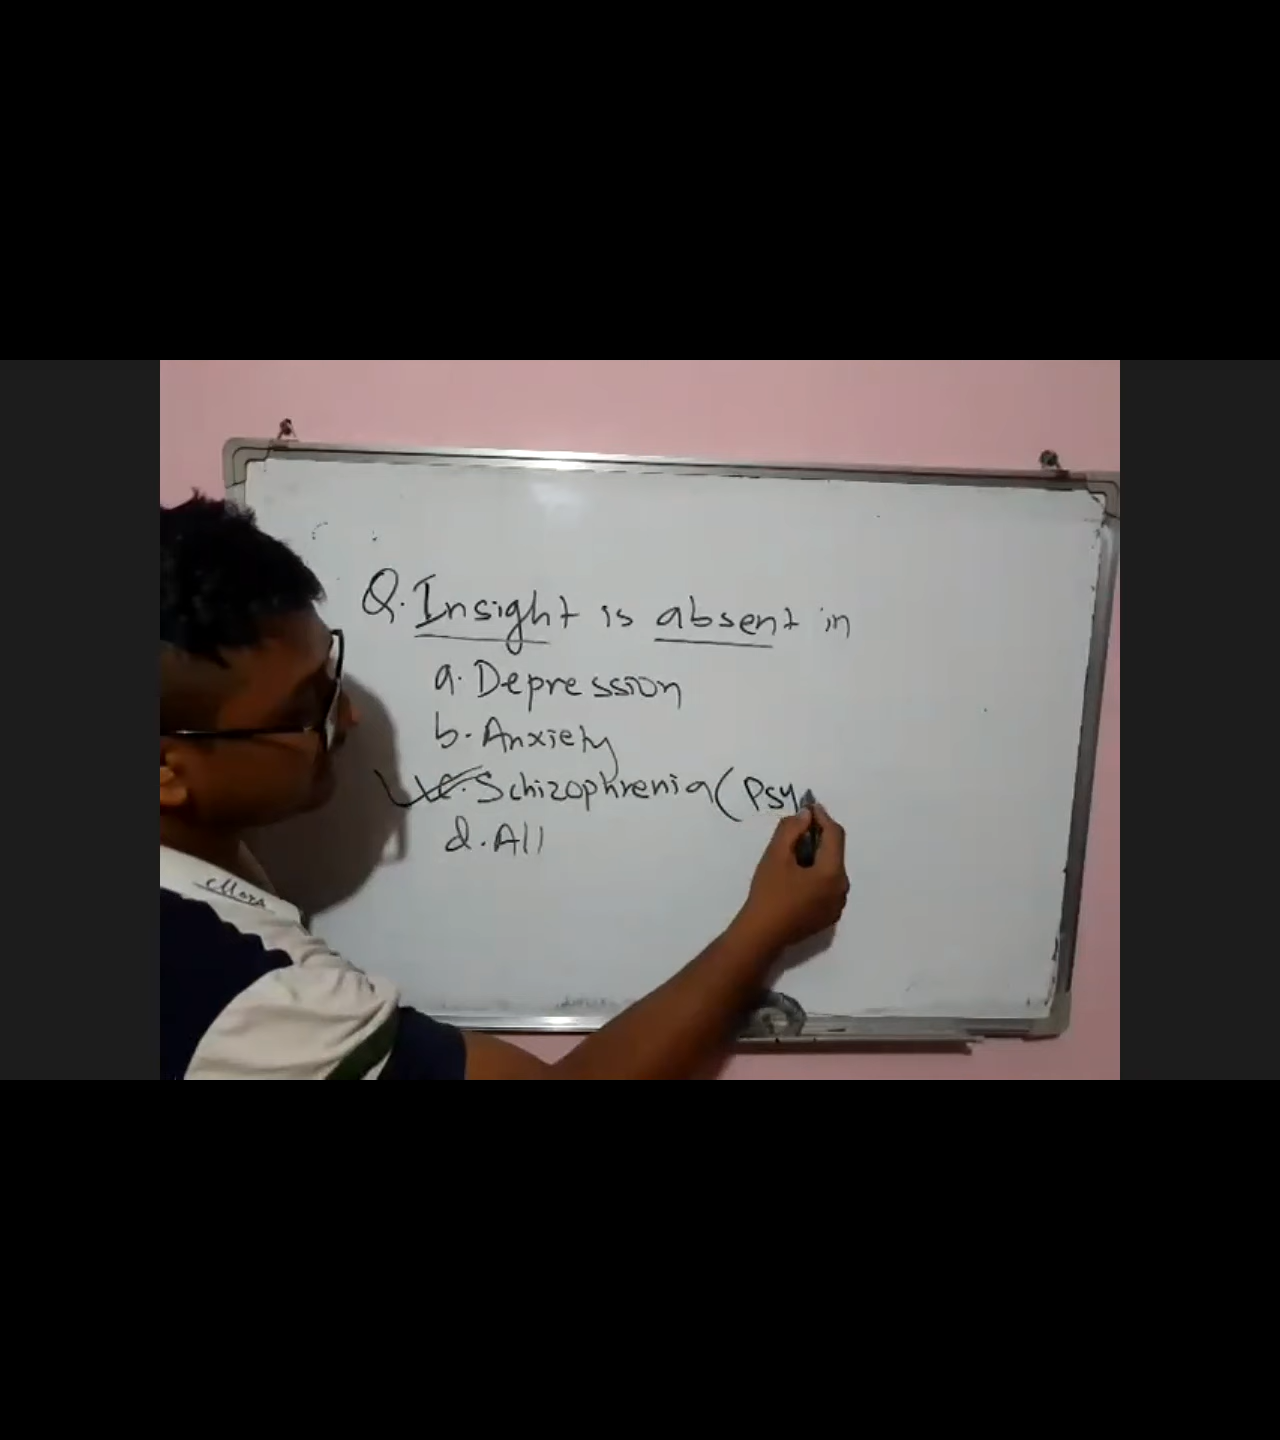 Q. Insight is absent in
a. Depression
b. Anxiety
c. Schizophrenia (Psy
d. All